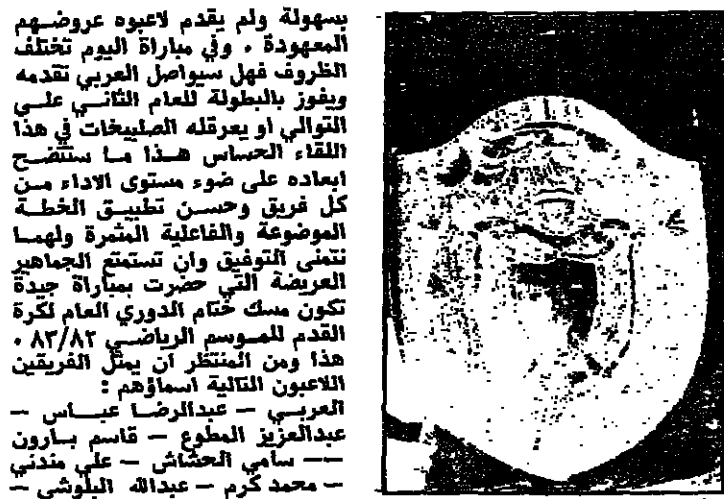 بسهولة ولم يقدم لاعبوه عروضهم
المعهودة . وفي مباراة اليوم تختلف
الظروف فهل سيواصل العربي تقدمه
ويفوز بالبطولة للعام الثاني على
التوالي او يعرقله الصليبخات في هذا
اللقاء الحساس هذا ما ستتضح
ابعاده على ضوء مستوى الاداء من
كل فريق وحسن تطبيق الخطة
الموضوعة والفاعلية المثمرة ولهما
نتمنى التوفيق وان تستمتع الجماهير
العريضة التي حضرت بمباراة جيدة
تكون مسك ختام الدوري العام لكرة
القدم للموسم الرياضي ٨٣/٨٢ .
هذا ومن المنتظر ان يمثل الفريقين
اللاعبون التالية اسماؤهم :
العربي — عبدالرضا عباس —
عبدالعزيز المطوع — قاسم بارون
—— سامي الحشاش — علي مندني
— محمد كرم — عبدالله البلوشي —